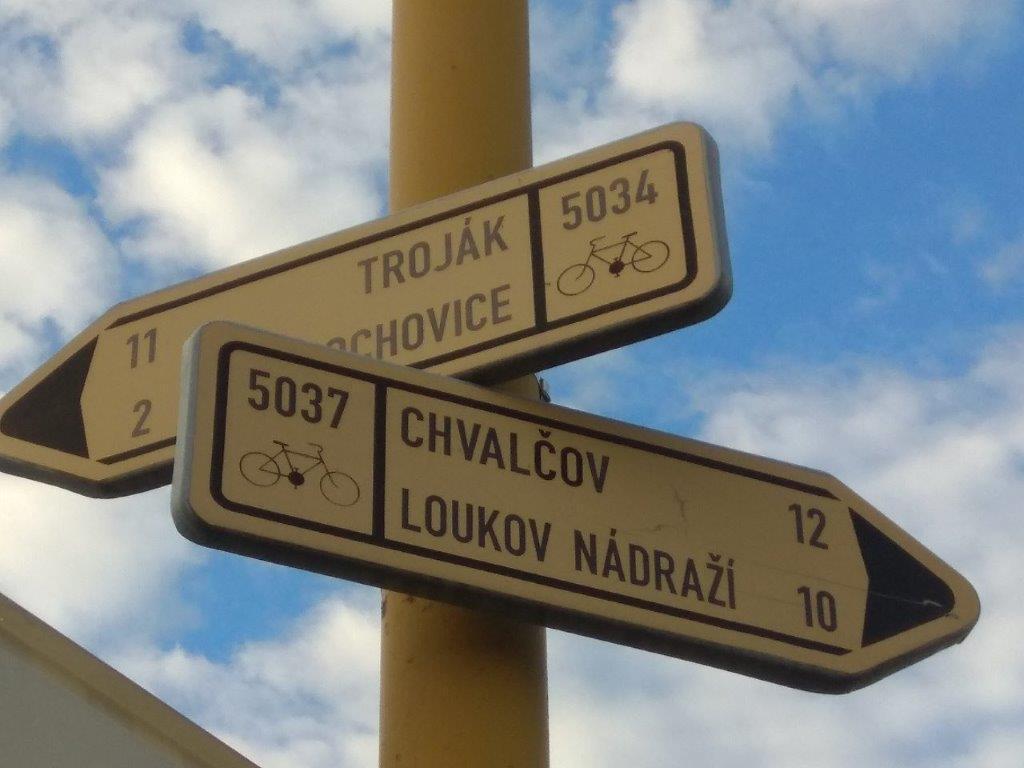 5034
TROJÁK 11
2
5037
CHVALČOV 12
LOUKOV NÁDRAŽÍ 10